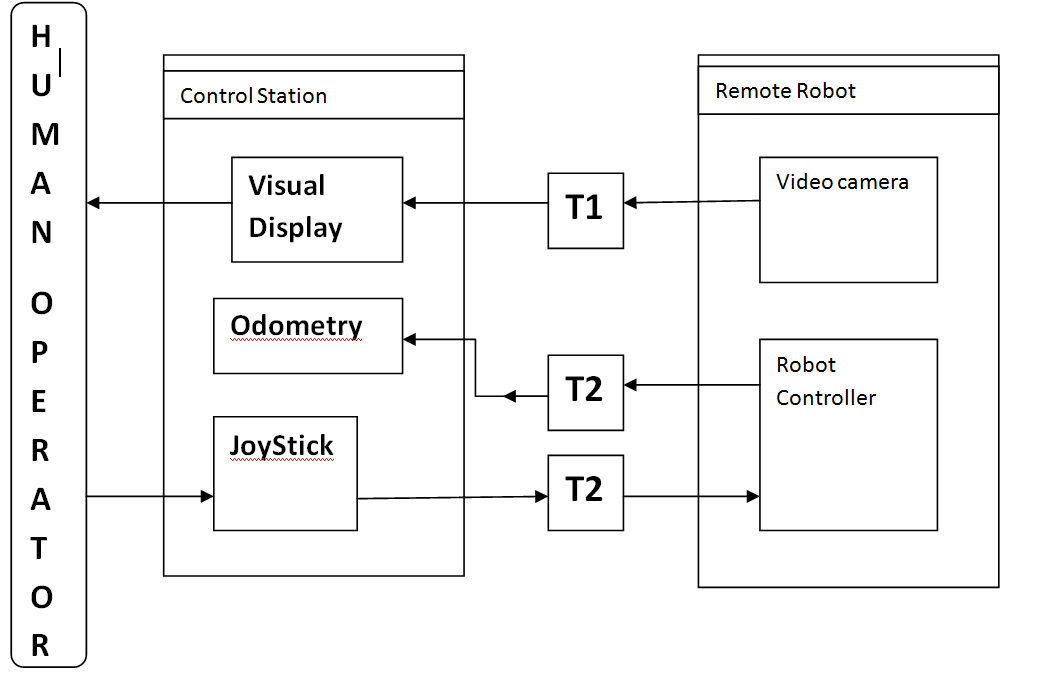 H
U
M
A
N
O
P
E
R
A
T
O
R
Control Station
Visual
Display
Odometry
JoyStick
T1
T2
T2
Remote Robot
Video camera
Robot
Controller